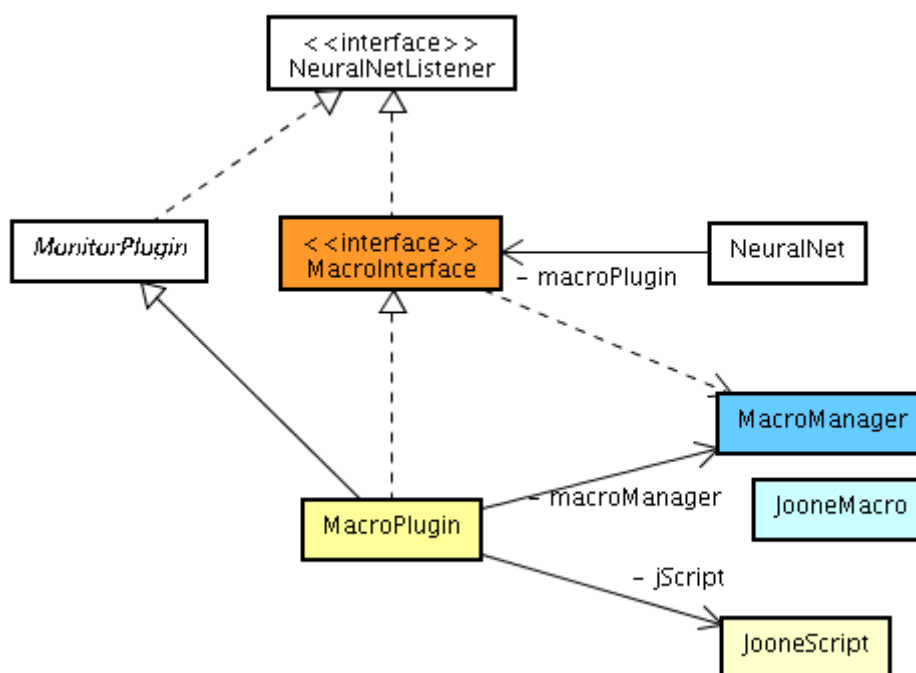 < <interface> >
NeuralNetListener
MonitorPlugin
< <interface> >
MacroInterface
NeuralNet
– macroPlugin
MacroManager
– macroManager
JooneMacro
MacroPlugin
– jScript
JooneScript